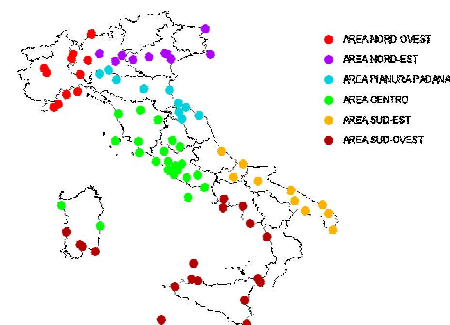 AREA NORD-OVEST
AREA NORD-EST
AREA PIANURA PADANA
AREA CENTRO
AREA SUD-EST
AREA SUD-OVEST